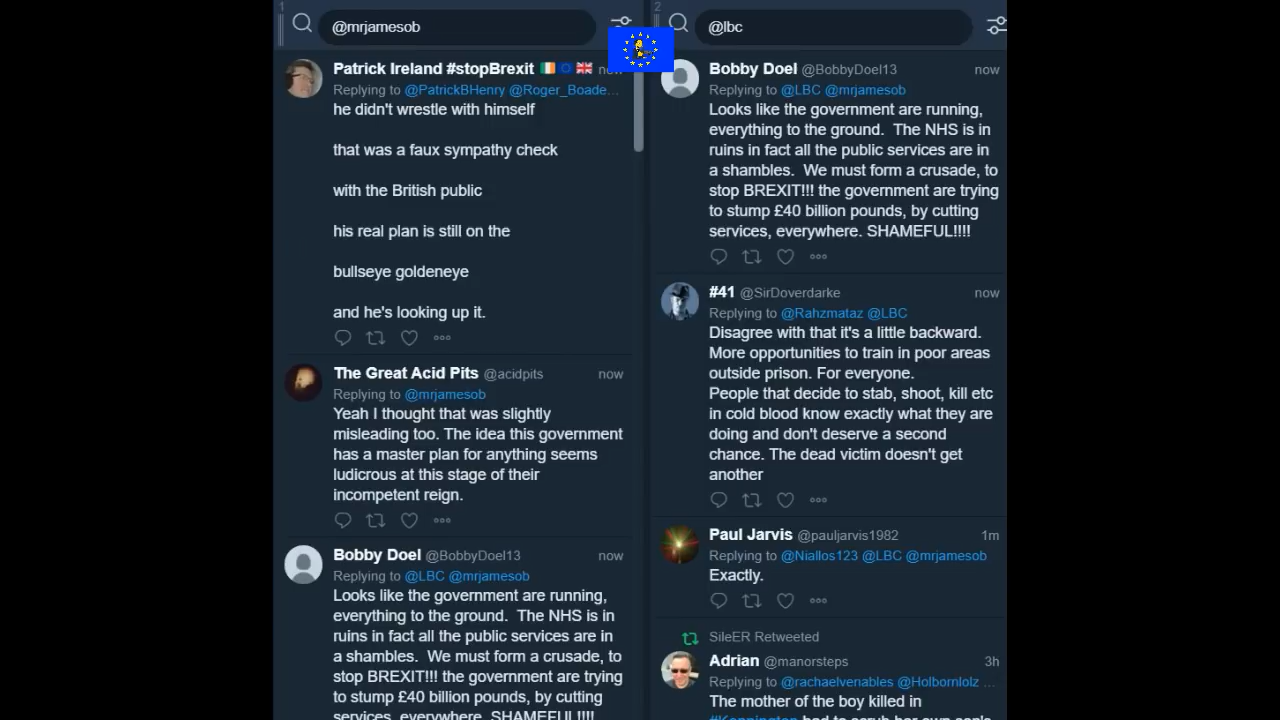 1
@mrjamesob
Patrick Ireland #stopBrexit
Replying to @PatrickBHenry @Roger_Boade...
he didn't wrestle with himself
that was a faux sympathy check
with the British public
his real plan is still on the
bullseye goldeneye
and he's looking up it.
The Great Acid Pits @acidpits now
Replying to @mrjamesob
Yeah I thought that was slightly
misleading too. The idea this government
has a master plan for anything seems
ludicrous at this stage of their
incompetent reign.
Bobby Doel @BobbyDoel13 now
Replying to @LBC @mrjamesob
Looks like the government are running,
everything to the ground.  The NHS is in
ruins in fact all the public services are in
a shambles.  We must form a crusade, to
stop BREXIT!!! the government are trying
to stump £40 billion pounds, by cutting
services, everywhere. SHAMEFUL!!!!
2
@lbc
Bobby Doel @BobbyDoel13 now
Replying to @LBC @mrjamesob
Looks like the government are running,
everything to the ground.  The NHS is in
ruins in fact all the public services are in
a shambles.  We must form a crusade, to
stop BREXIT!!! the government are trying
to stump £40 billion pounds, by cutting
services, everywhere. SHAMEFUL!!!!
#41 @SirDoverdarke now
Replying to @Rahzmataz @LBC
Disagree with that it's a little backward.
More opportunities to train in poor areas
outside prison. For everyone.
People that decide to stab, shoot, kill etc
in cold blood know exactly what they are
doing and don't deserve a second
chance. The dead victim doesn't get
another
Paul Jarvis @pauljarvis1982 1m
Replying to @Niallos123 @LBC @mrjamesob
Exactly.
SileER Retweeted
Adrian @manorsteps 3h
Replying to @rachaelvenables @Holbornlolz ...
The mother of the boy killed in
#Kennington had to scrub her own son's